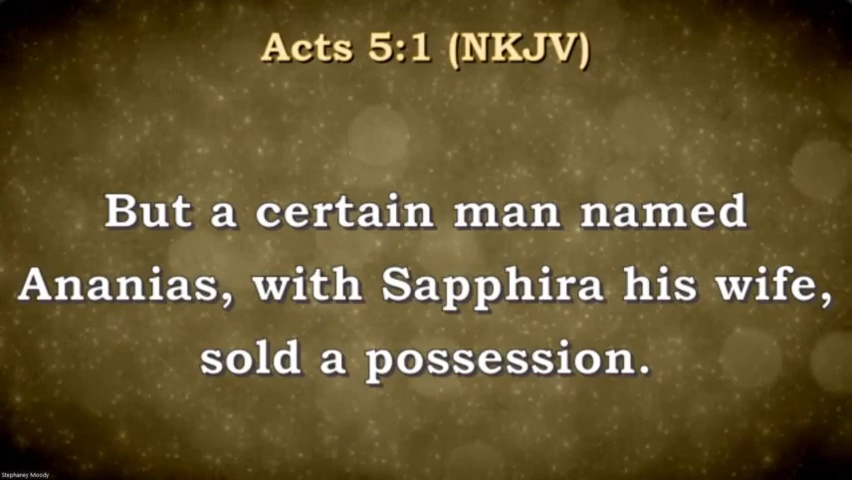 Acts 5:1 (NKJV)
But a certain man named
Ananias, with Sapphira his wife,
sold a possession.
Stephaney Moody